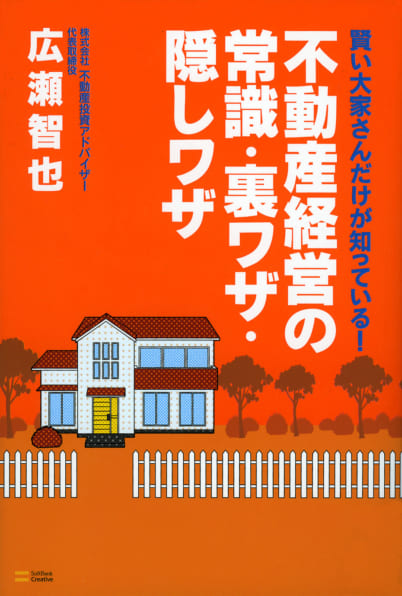 賢い大家さんだけが知っている!
不動産経営の
常識・裏ワザ・
隠しワザ
株式会社 不動産投資アドバイザー
代表取締役
広瀬智也
SoftBank
Creative